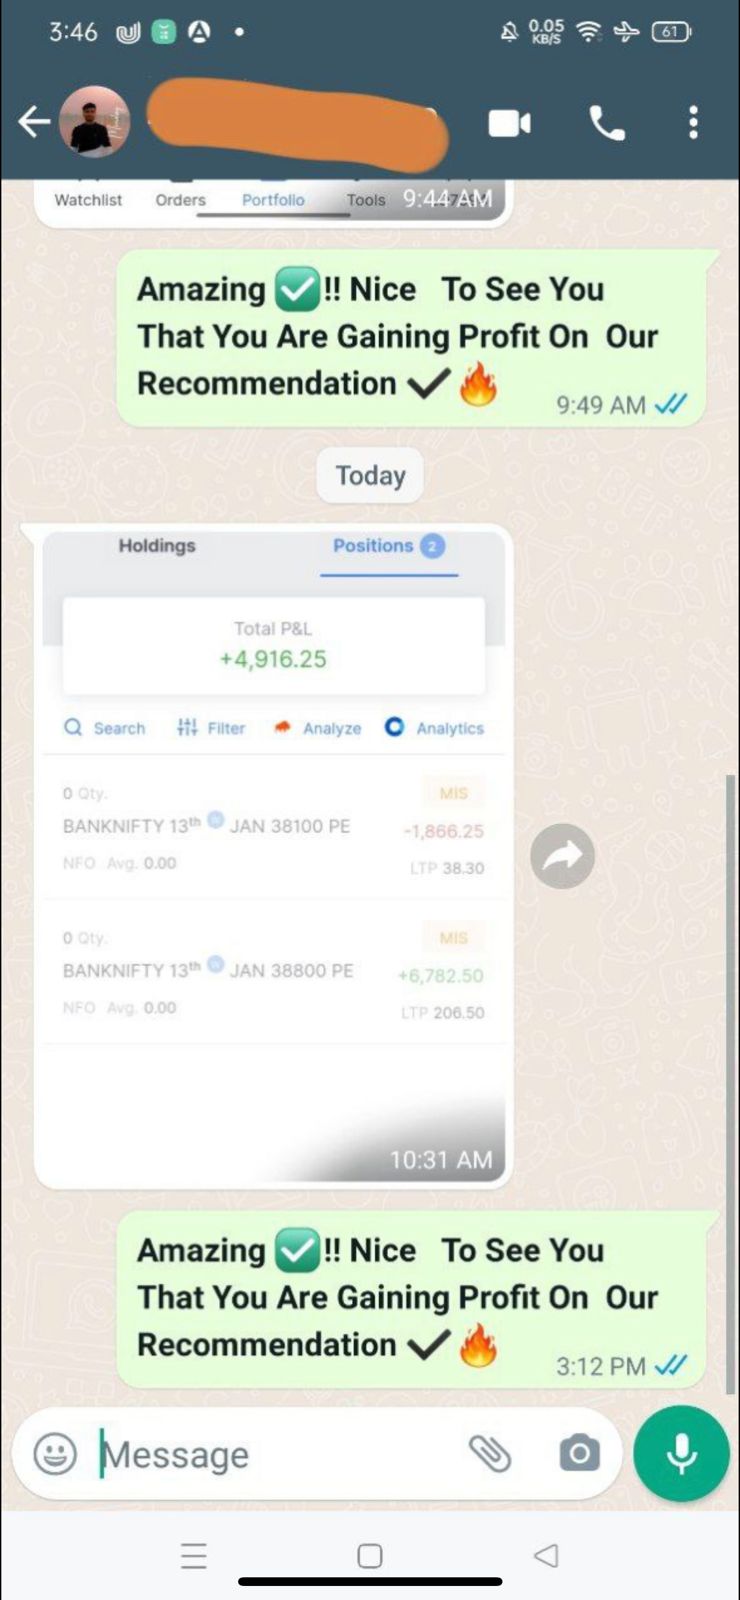 3:46
0.05
KB/S
61
Watchlist Orders Portfolio Tools 9:44 AM
Amazing ✅!! Nice To See You
That You Are Gaining Profit On Our
Recommendation ✔🔥
9:49 AM
Today
Holdings Positions 2
Total P&L
+4,916.25
Search Filter Analyze Analytics
0 Qty. MIS
BANKNIFTY 13th W JAN 38100 PE -1,866.25
NFO Avg. 0.00 LTP 38.30
0 Qty. MIS
BANKNIFTY 13th W JAN 38800 PE +6,782.50
NFO Avg. 0.00 LTP 206.50
10:31 AM
Amazing ✅!! Nice To See You
That You Are Gaining Profit On Our
Recommendation ✔🔥
3:12 PM
Message